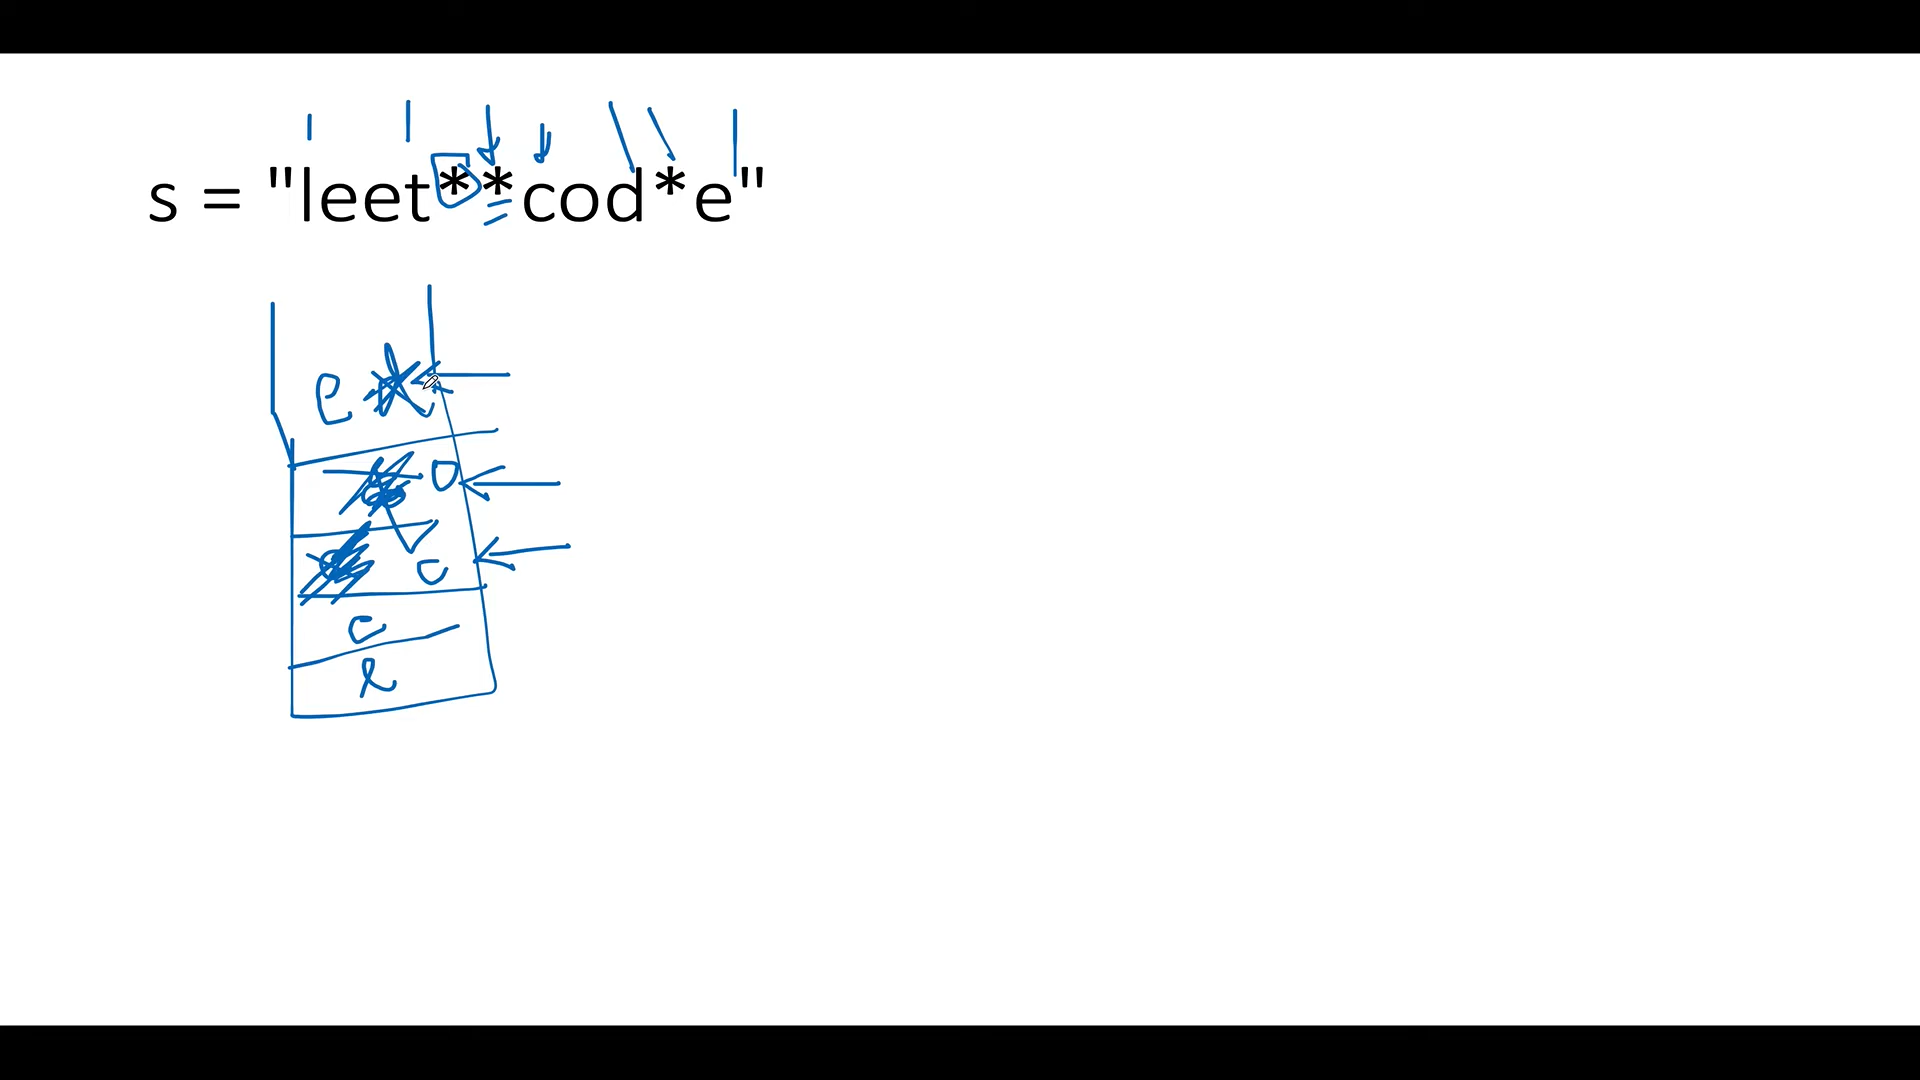 s = "leet**cod*e"
e
o
c
e
l